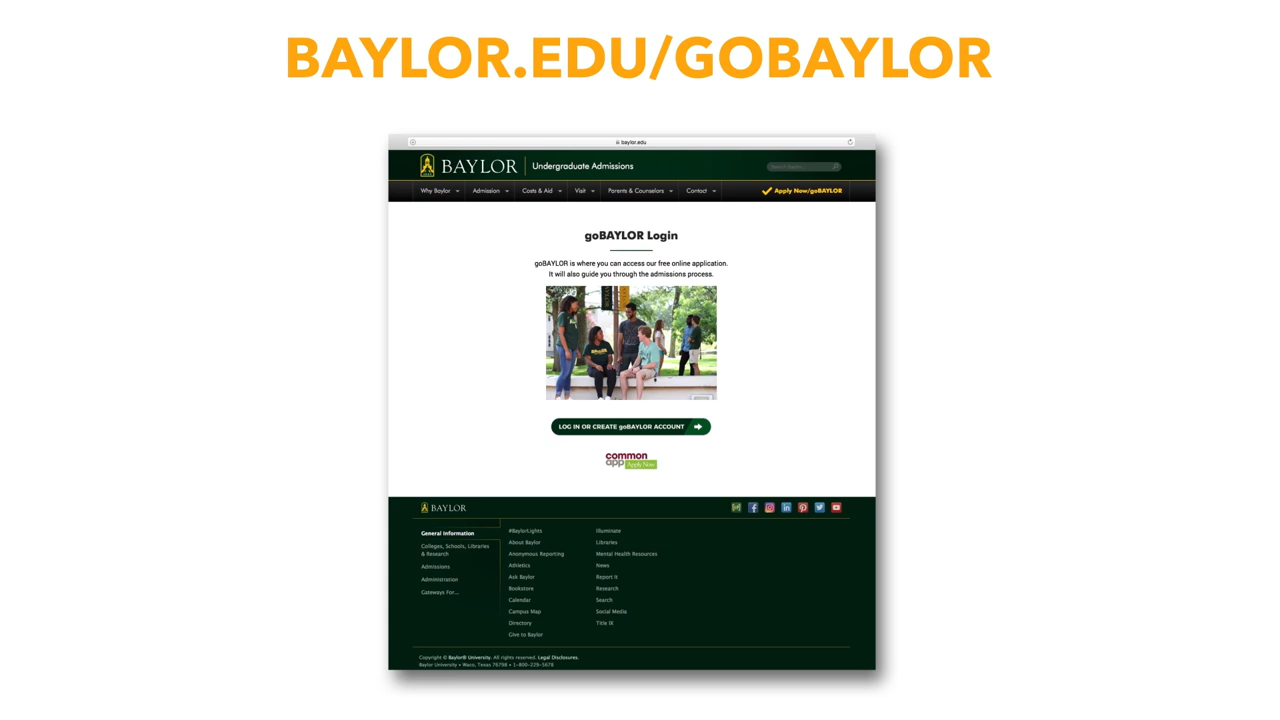 BAYLOR.EDU/GOBAYLOR
baylor.edu
BAYLOR Undergraduate Admissions
Search Baylor...
Why Baylor Admission Costs & Aid Visit Parents & Counselors Contact Apply Now/goBAYLOR
goBAYLOR Login
goBAYLOR is where you can access our free online application.
It will also guide you through the admissions process.
LOG IN OR CREATE goBAYLOR ACCOUNT
common
app Apply Now
BAYLOR
General Information
Colleges, Schools, Libraries
& Research
Admissions
Administration
Gateways For...
#BaylorLights
About Baylor
Anonymous Reporting
Athletics
Ask Baylor
Bookstore
Calendar
Campus Map
Directory
Give to Baylor
Illuminate
Libraries
Mental Health Resources
News
Report It
Research
Search
Social Media
Title IX
Copyright © Baylor® University. All rights reserved. Legal Disclosures.
Baylor University • Waco, Texas 76798 • 1-800-229-5678